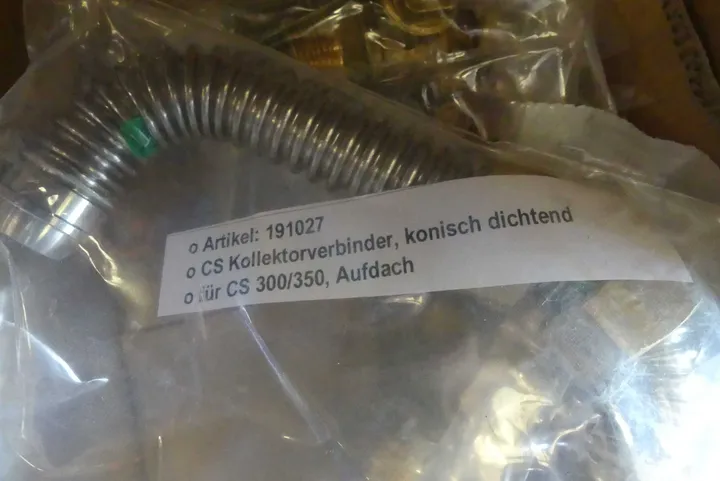 o Artikel: 191027
o CS Kollektorverbinder, konisch dichtend
o für CS 300/350, Aufdach